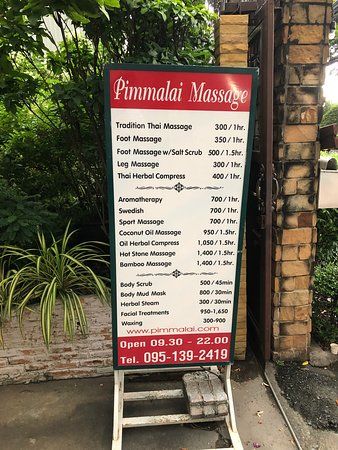 Pimmalai Massage
Tradition Thai Massage 300 / 1hr.
Foot Massage 350 / 1hr.
Foot Massage w/Salt Scrub 500 / 1.5hr.
Leg Massage 300 / 1hr.
Thai Herbal Compress 400 / 1hr.
Aromatherapy 700 / 1hr.
Swedish 700 / 1hr.
Sport Massage 700 / 1hr.
Coconut Oil Massage 950 / 1.5hr.
Oil Herbal Compress 1,050 / 1.5hr.
Hot Stone Massage 1,400 / 1.5hr.
Bamboo Massage 1,400 / 1.5hr.
Body Scrub 500 / 45min
Body Mud Mask 800 / 30min
Herbal Steam 300 / 30min
Facial Treatments 950-1,650
Waxing 300-900
www.pimmalai.com
Open 09.30 - 22.00
Tel. 095-139-2419